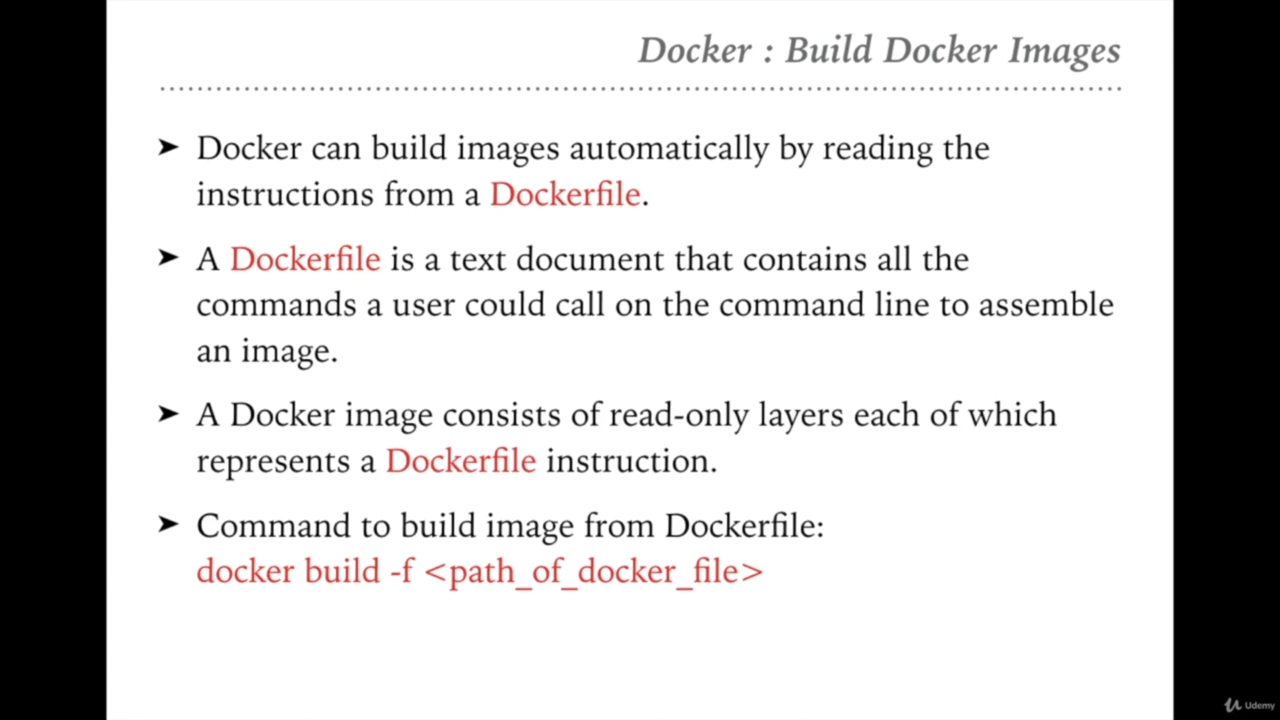 Docker : Build Docker Images
➤ Docker can build images automatically by reading the
instructions from a Dockerfile.
➤ A Dockerfile is a text document that contains all the
commands a user could call on the command line to assemble
an image.
➤ A Docker image consists of read-only layers each of which
represents a Dockerfile instruction.
➤ Command to build image from Dockerfile:
docker build -f <path_of_docker_file>
Udemy